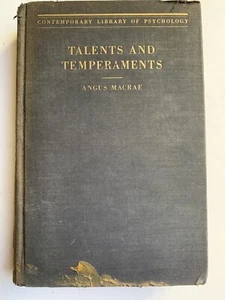 CONTEMPORARY LIBRARY OF PSYCHOLOGY
TALENTS AND
TEMPERAMENTS
ANGUS MACRAE